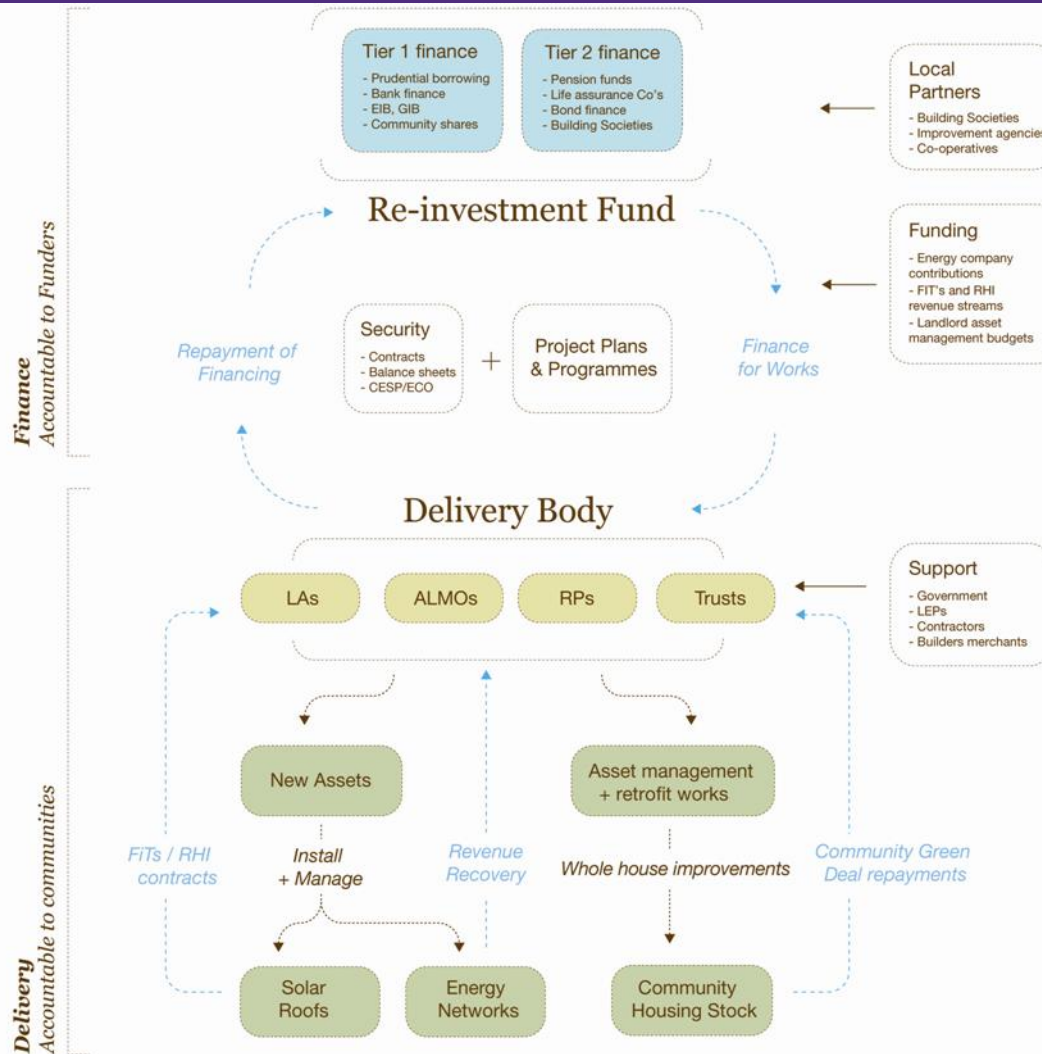 Tier 1 finance
- Prudential borrowing
- Bank finance
- EIB, GIB
- Community shares
Tier 2 finance
- Pension funds
- Life assurance Co's
- Bond finance
- Building Societies
Local
Partners
- Building Societies
- Improvement agencies
- Co-operatives
Re-investment Fund
Funding
- Energy company
contributions
- FIT's and RHI
revenue streams
- Landlord asset
management budgets
Finance
Accountable to Funders
Repayment of
Financing
Security
- Contracts
- Balance sheets
- CESP/ECO
+
Project Plans
& Programmes
Finance
for Works
Delivery Body
LAs
ALMOs
RPs
Trusts
Support
- Government
- LEPs
- Contractors
- Builders merchants
New Assets
Asset management
+ retrofit works
FiTs / RHI
contracts
Install
+ Manage
Revenue
Recovery
Whole house improvements
Community Green
Deal repayments
Solar
Roofs
Energy
Networks
Community
Housing Stock
Delivery
Accountable to communities